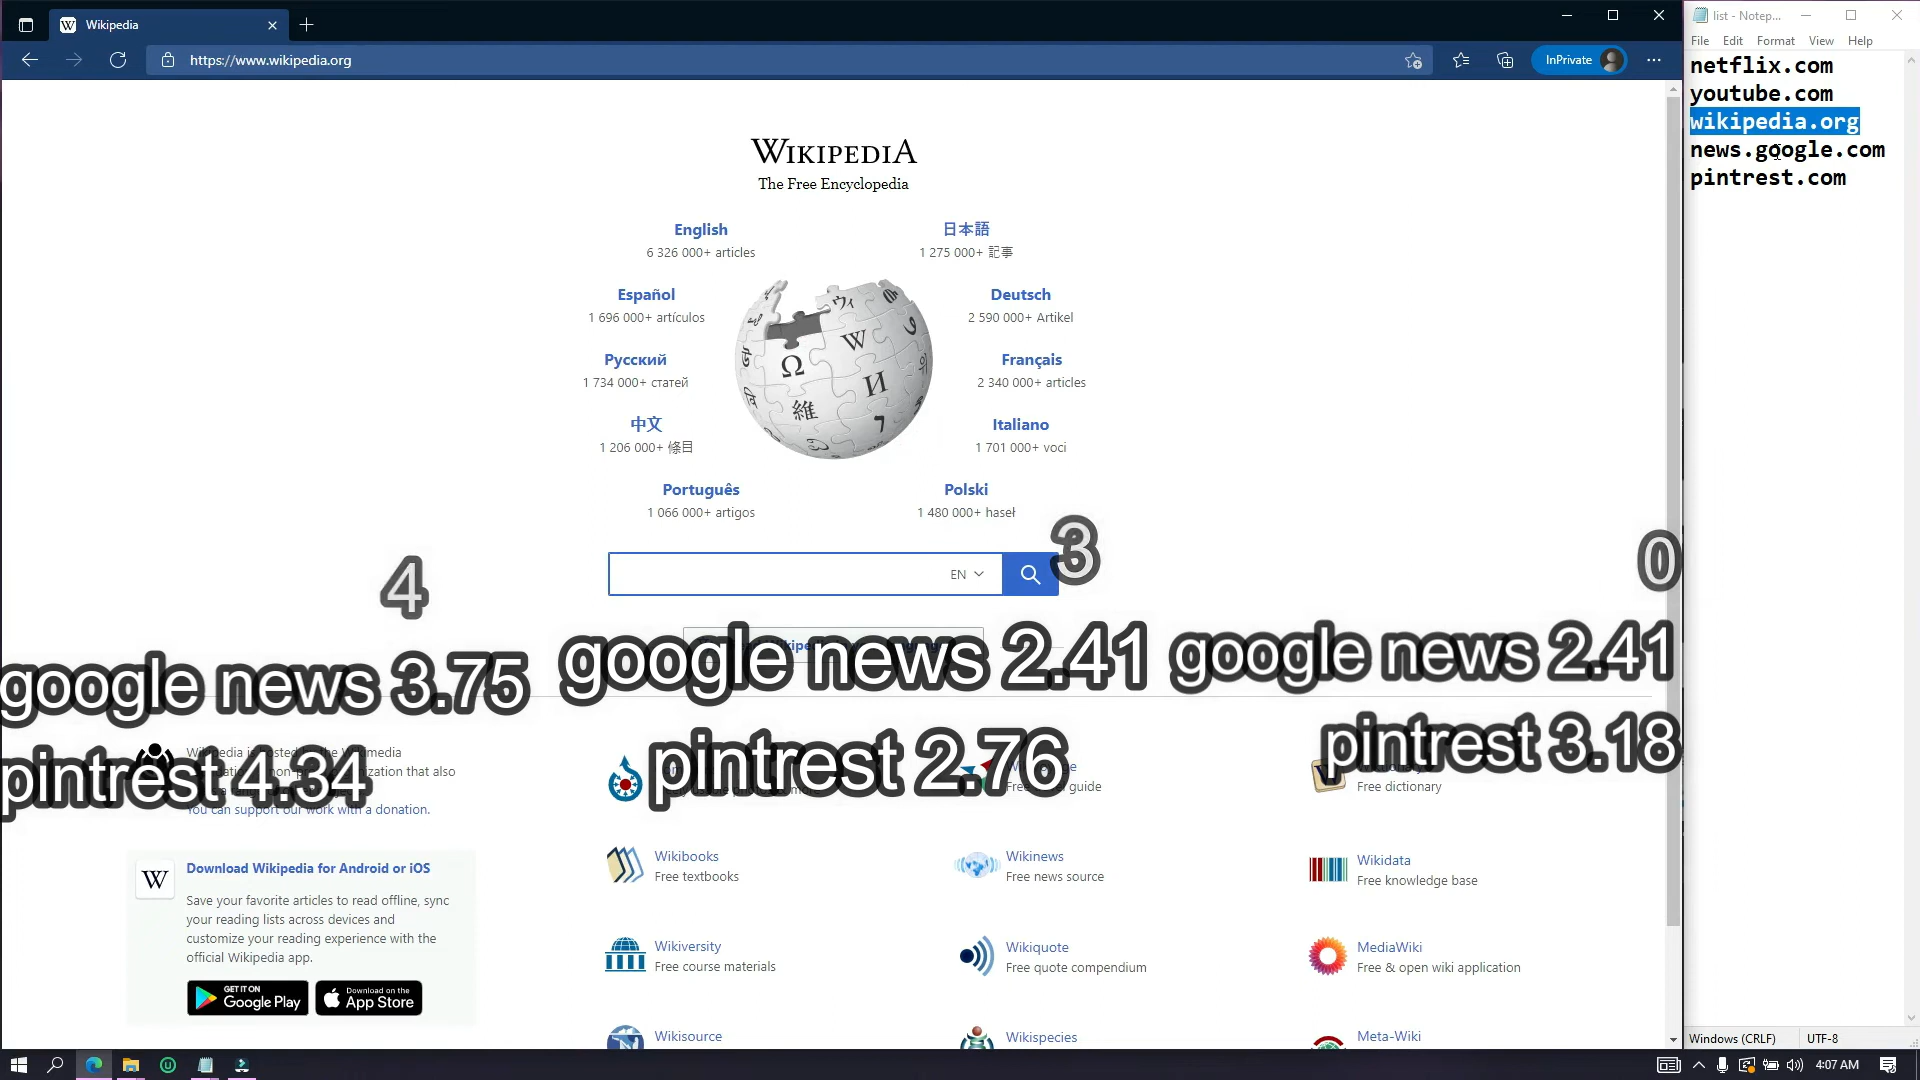 Wikipedia
https://www.wikipedia.org
InPrivate
list - Notep...
File Edit Format View Help
netflix.com
youtube.com
wikipedia.org
news.google.com
pintrest.com
WIKIPEDIA
The Free Encyclopedia
English
6 326 000+ articles
日本語
1 275 000+ 記事
Español
1 696 000+ artículos
Deutsch
2 590 000+ Artikel
Русский
1 734 000+ статей
Français
2 340 000+ articles
中文
1 206 000+ 條目
Italiano
1 701 000+ voci
Português
1 066 000+ artigos
Polski
1 480 000+ haseł
EN
4
3
0
google news 3.75
google news 2.41
google news 2.41
pintrest 4.34
pintrest 2.76
pintrest 3.18
Wikipedia is hosted by the Wikimedia
organization that also
You can support our work with a donation.
guide
Free dictionary
Download Wikipedia for Android or iOS
Save your favorite articles to read offline, sync
your reading lists across devices and
customize your reading experience with the
official Wikipedia app.
GET IT ON
Google Play
Download on the
App Store
Wikibooks
Free textbooks
Wikinews
Free news source
Wikidata
Free knowledge base
Wikiversity
Free course materials
Wikiquote
Free quote compendium
MediaWiki
Free & open wiki application
Wikisource
Wikispecies
Meta-Wiki
Windows (CRLF)
UTF-8
4:07 AM